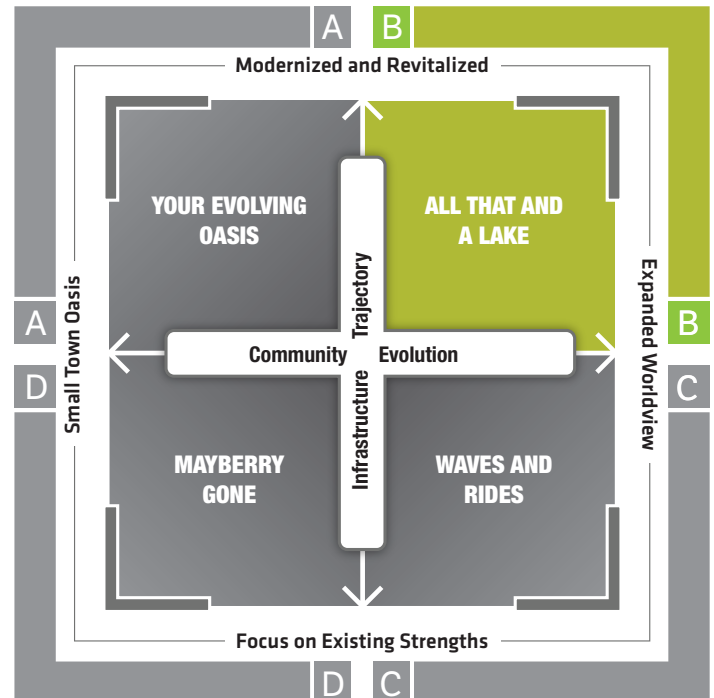 A B
Modernized and Revitalized
YOUR EVOLVING
OASIS
ALL THAT AND
A LAKE
A
Small Town Oasis
D
Infrastructure Trajectory
Community Evolution
Expanded Worldview
B
C
MAYBERRY
GONE
WAVES AND
RIDES
Focus on Existing Strengths
D C